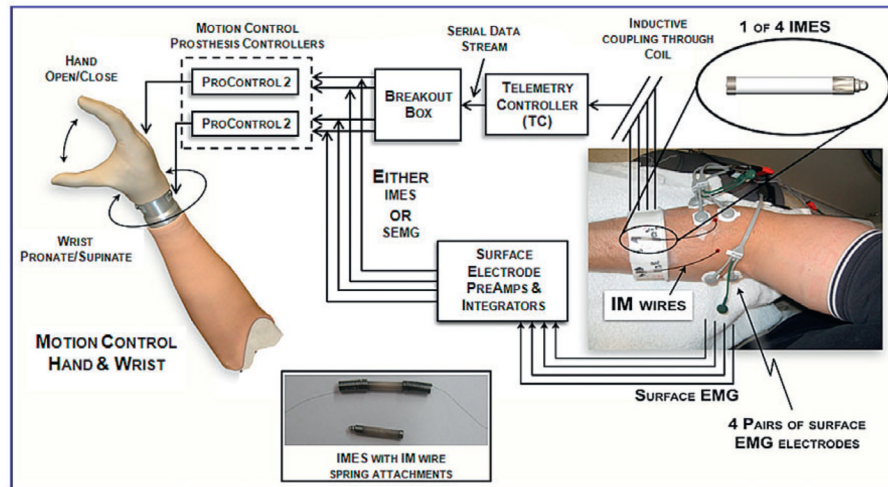 HAND
OPEN/CLOSE
MOTION CONTROL
PROSTHESIS CONTROLLERS
PROCONTROL 2
PROCONTROL 2
SERIAL DATA
STREAM
BREAKOUT
BOX
TELEMETRY
CONTROLLER
(TC)
INDUCTIVE
COUPLING THROUGH
COIL
1 OF 4 IMES
EITHER
IMES
OR
SEMG
WRIST
PRONATE/SUPINATE
SURFACE
ELECTRODE
PREAMPS &
INTEGRATORS
IM WIRES
MOTION CONTROL
HAND & WRIST
SURFACE EMG
4 PAIRS OF SURFACE
EMG ELECTRODES
IMES WITH IM WIRE
SPRING ATTACHMENTS